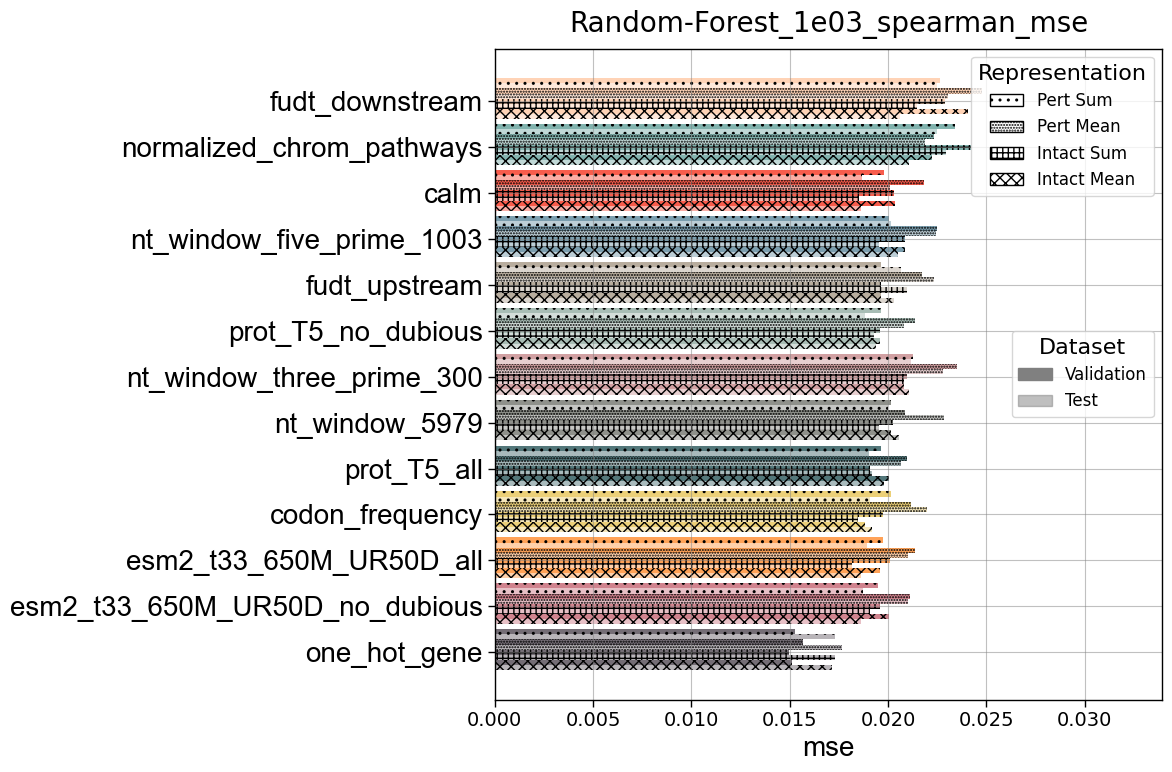 Random-Forest_1e03_spearman_mse
Representation
Pert Sum
Pert Mean
Intact Sum
Intact Mean
Dataset
Validation
Test
fudt_downstream
normalized_chrom_pathways
calm
nt_window_five_prime_1003
fudt_upstream
prot_T5_no_dubious
nt_window_three_prime_300
nt_window_5979
prot_T5_all
codon_frequency
esm2_t33_650M_UR50D_all
esm2_t33_650M_UR50D_no_dubious
one_hot_gene
0.000 0.005 0.010 0.015 0.020 0.025 0.030
mse